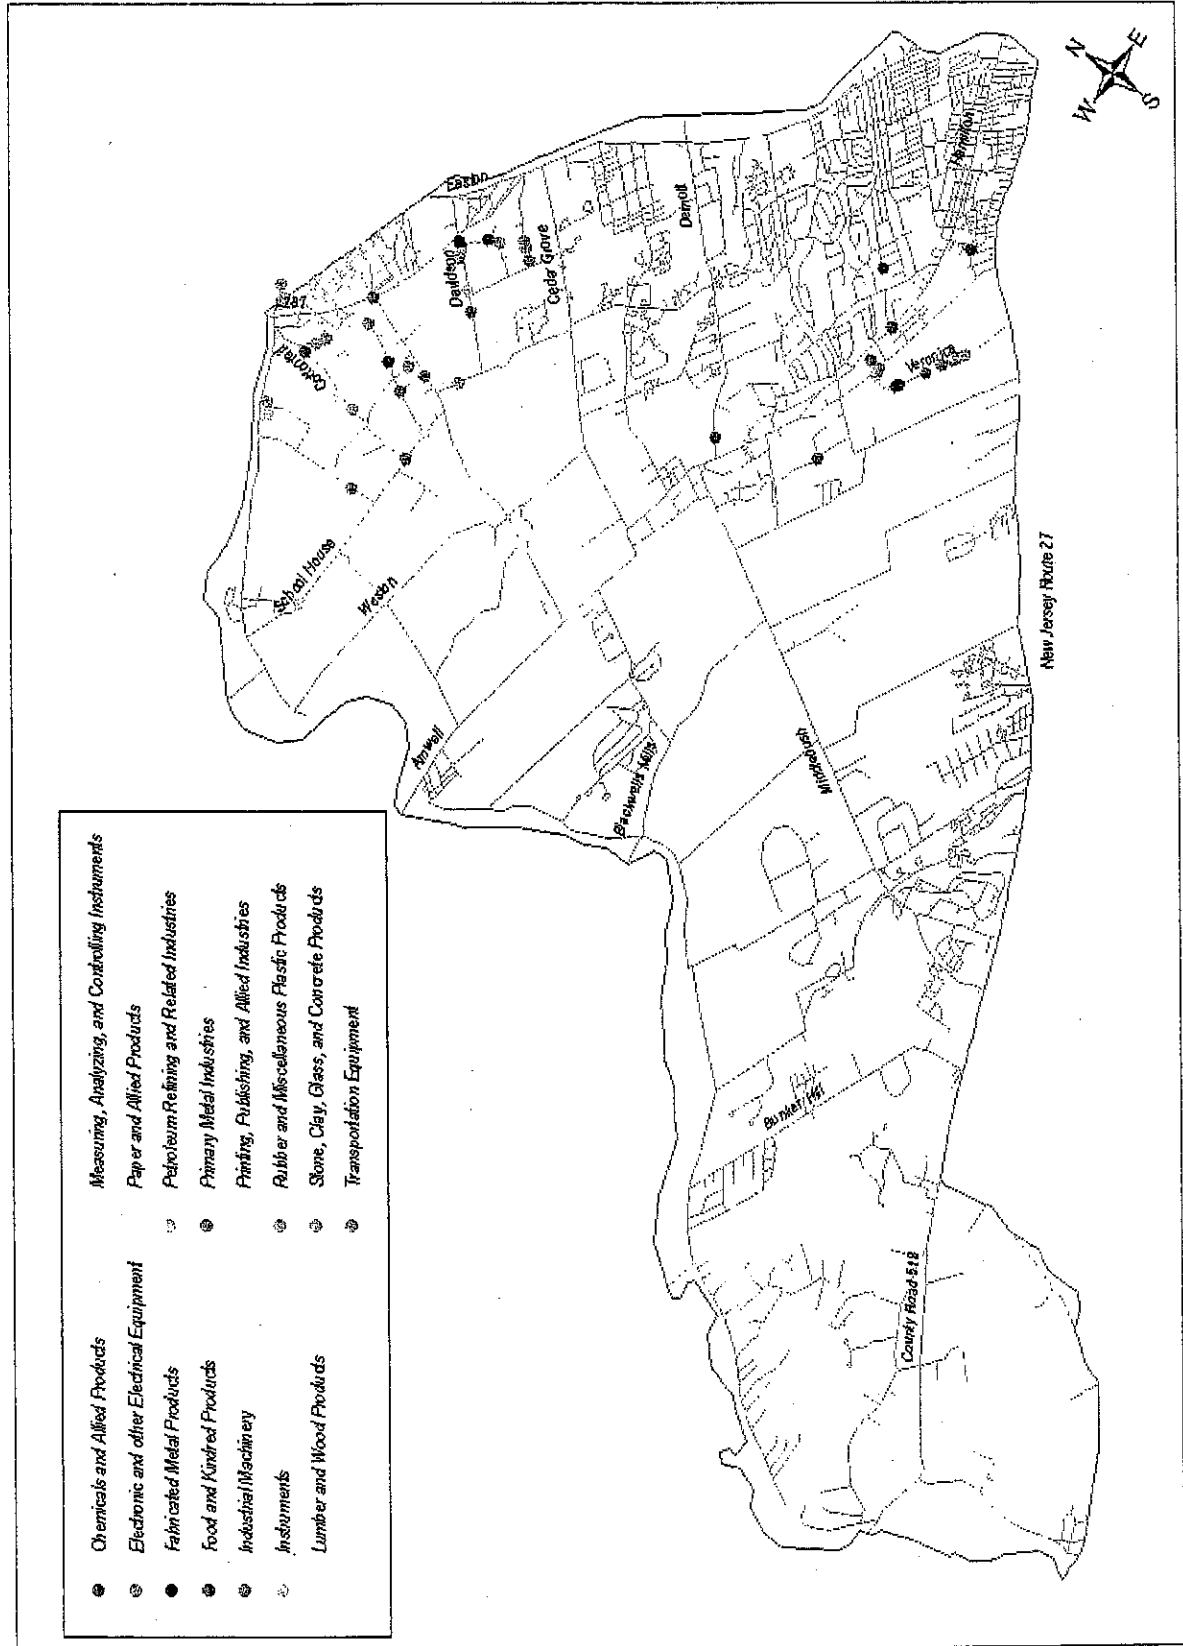 Chemicals and Allied Products
Electronic and other Electrical Equipment
Fabricated Metal Products
Food and Kindred Products
Industrial Machinery
Instruments
Lumber and Wood Products
Measuring, Analyzing, and Controlling Instruments
Paper and Allied Products
Petroleum Refining and Related Industries
Primary Metal Industries
Printing, Publishing, and Allied Industries
Rubber and Miscellaneous Plastic Products
Stone, Clay, Glass, and Concrete Products
Transportation Equipment
N
E
S
W
Easton
Davidson
Cedar Grove
Demott
Hamilton
287
Cottontail
Veronica
School House
Weston
Amwell
Blackwells Mills
Middlebush
New Jersey Route 27
Bunker Hill
County Road 518